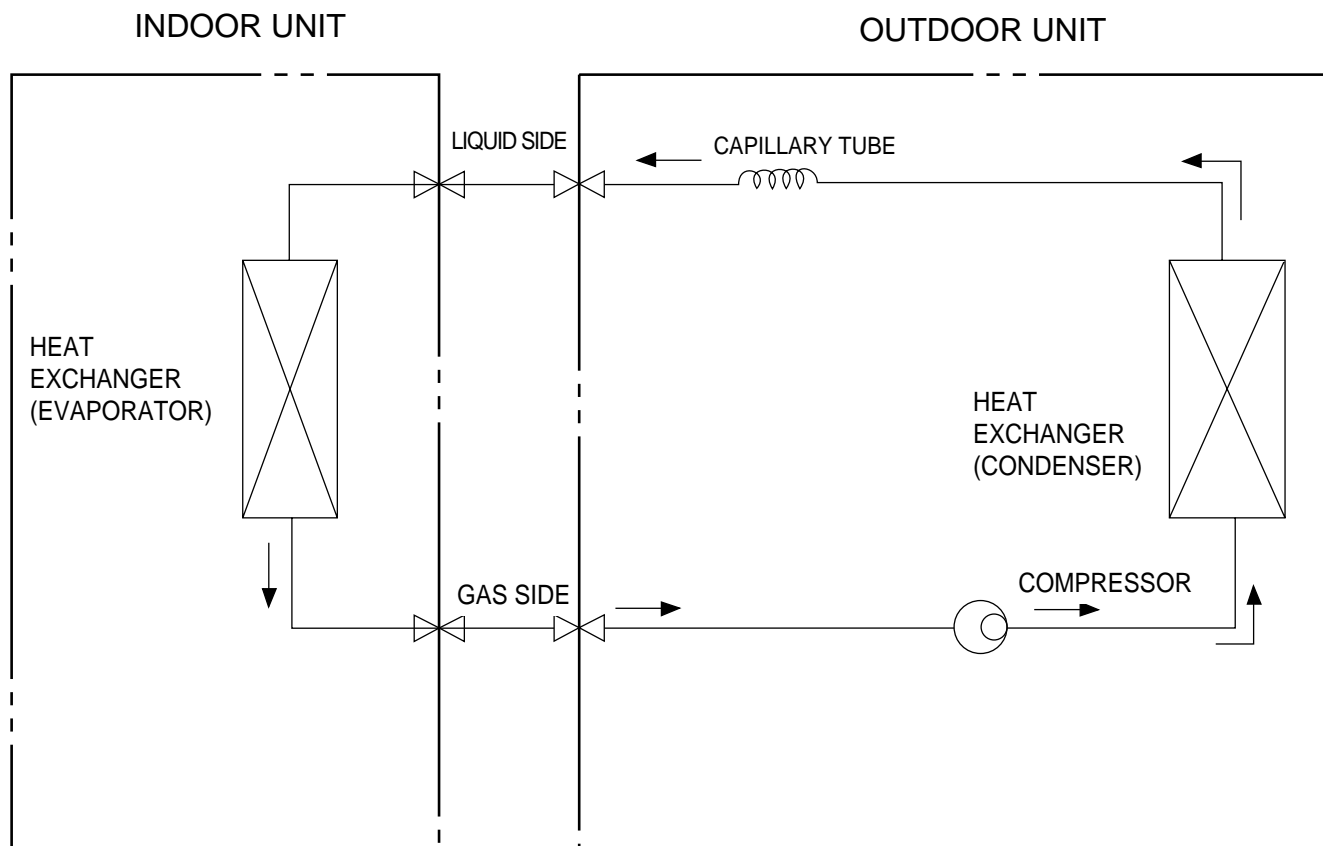 INDOOR UNIT
OUTDOOR UNIT
LIQUID SIDE
CAPILLARY TUBE
HEAT
EXCHANGER
(EVAPORATOR)
HEAT
EXCHANGER
(CONDENSER)
GAS SIDE
COMPRESSOR